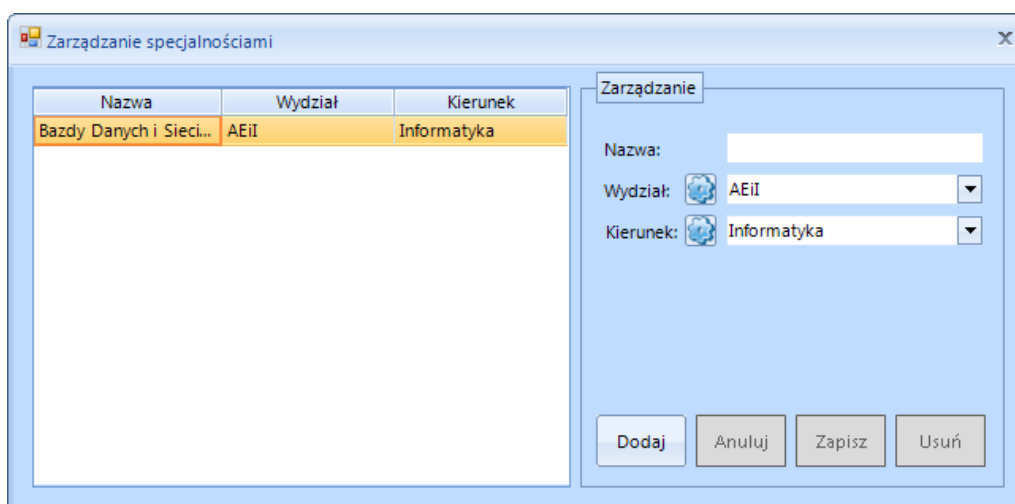 Zarządzanie specjalnościami
Nazwa Wydział Kierunek
Bazdy Danych i Sieci... AEiI Informatyka
Zarządzanie
Nazwa:
Wydział: AEiI
Kierunek: Informatyka
Dodaj Anuluj Zapisz Usuń